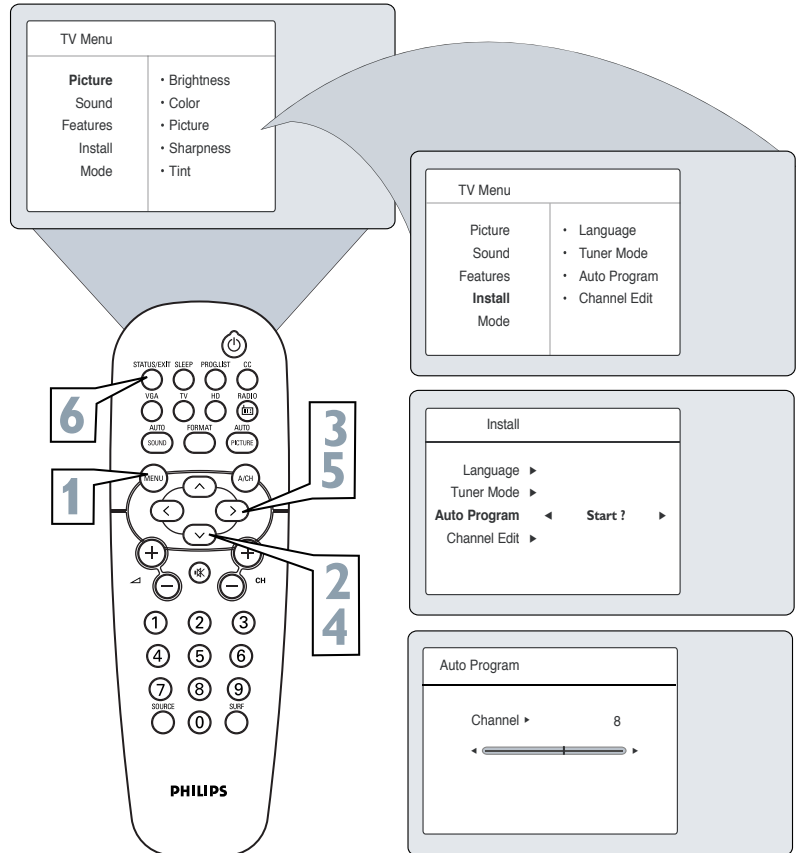 TV Menu
Picture
Sound
Features
Install
Mode
• Brightness
• Color
• Picture
• Sharpness
• Tint
TV Menu
Picture
Sound
Features
Install
Mode
• Language
• Tuner Mode
• Auto Program
• Channel Edit
Install
Language ▶
Tuner Mode ▶
Auto Program ◀ Start ? ▶
Channel Edit ▶
Auto Program
Channel ▶ 8
STATUS/EXIT SLEEP PROG.LIST CC
VGA TV HD RADIO
AUTO FORMAT AUTO
SOUND PICTURE
MENU A/CH
CH
1 2 3
4 5 6
7 8 9
SOURCE SURF
0
PHILIPS
6
1
3
5
2
4